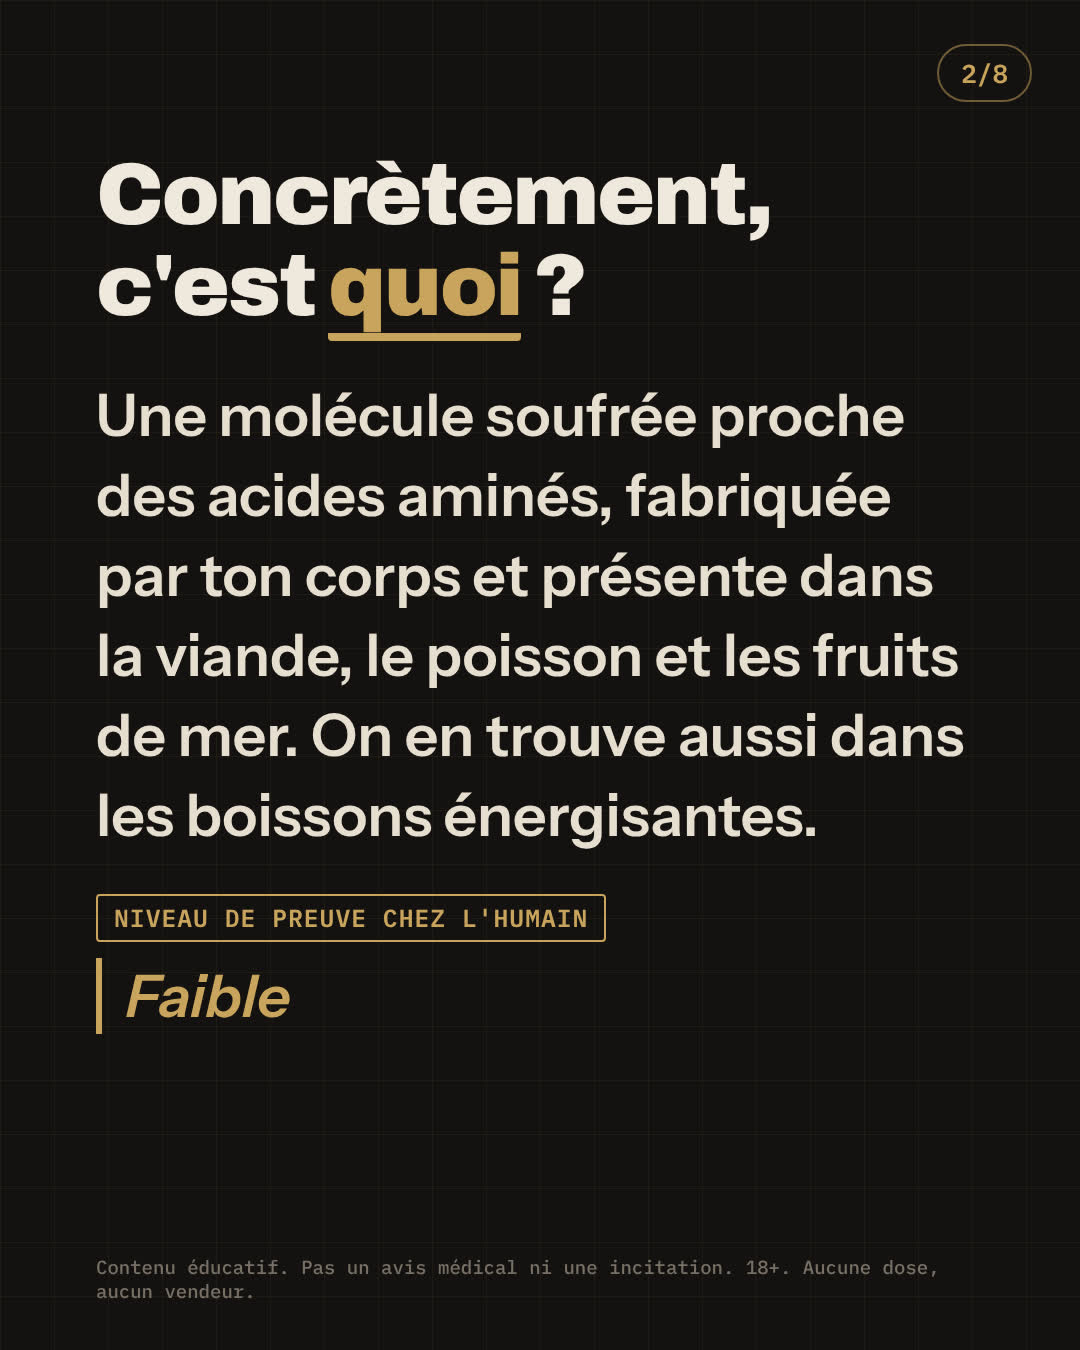 2/8
Concrètement,
c'est quoi ?
Une molécule soufrée proche
des acides aminés, fabriquée
par ton corps et présente dans
la viande, le poisson et les fruits
de mer. On en trouve aussi dans
les boissons énergisantes.
NIVEAU DE PREUVE CHEZ L'HUMAIN
Faible
Contenu éducatif. Pas un avis médical ni une incitation. 18+. Aucune dose,
aucun vendeur.